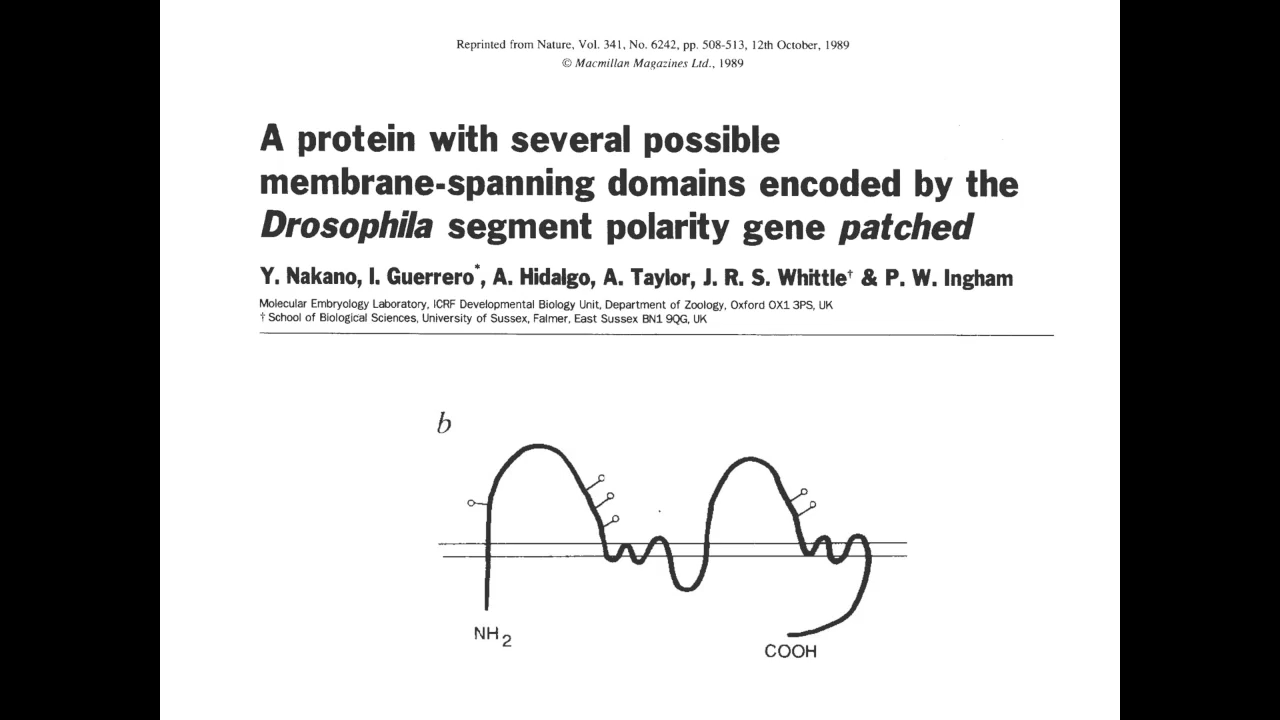 Reprinted from Nature, Vol. 341, No. 6242, pp. 508-513, 12th October, 1989
© Macmillan Magazines Ltd., 1989
A protein with several possible
membrane-spanning domains encoded by the
Drosophila segment polarity gene patched
Y. Nakano, I. Guerrero*, A. Hidalgo, A. Taylor, J. R. S. Whittle† & P. W. Ingham
Molecular Embryology Laboratory, ICRF Developmental Biology Unit, Department of Zoology, Oxford OX1 3PS, UK
† School of Biological Sciences, University of Sussex, Falmer, East Sussex BN1 9QG, UK
b
NH2
COOH